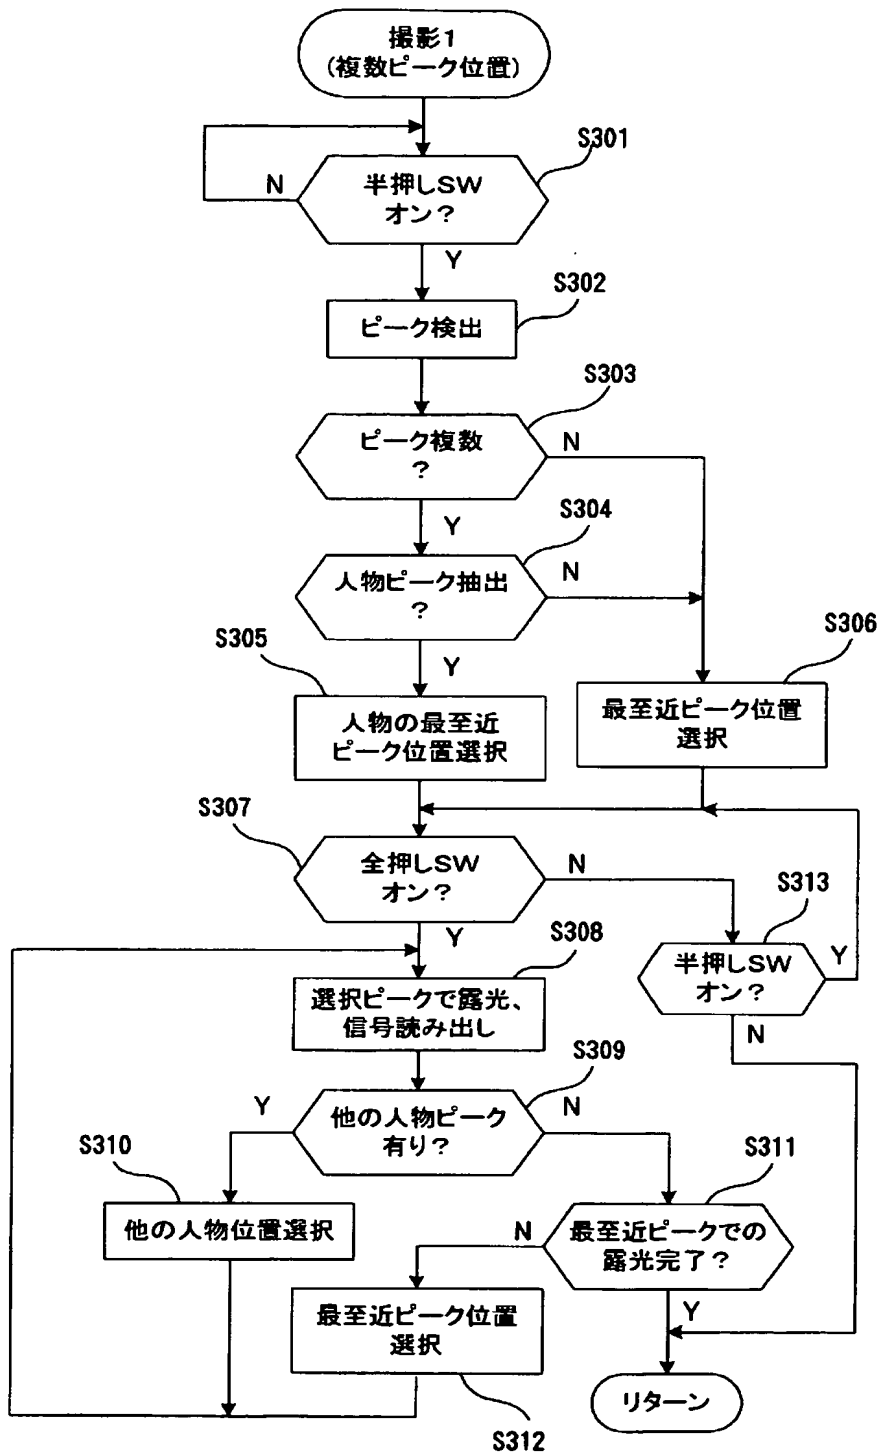 撮影1
(複数ピーク位置)
S301
半押しSW
オン?
N
Y
S302
ピーク検出
S303
ピーク複数
?
N
Y
S304
人物ピーク抽出
?
N
Y
S305
人物の最至近
ピーク位置選択
S306
最至近ピーク位置
選択
S307
全押しSW
オン?
N
Y
S313
半押しSW
オン?
Y
N
S308
選択ピークで露光、
信号読み出し
S309
他の人物ピーク
有り?
Y
N
S310
他の人物位置選択
S311
最至近ピークでの
露光完了?
N
Y
最至近ピーク位置
選択
S312
リターン